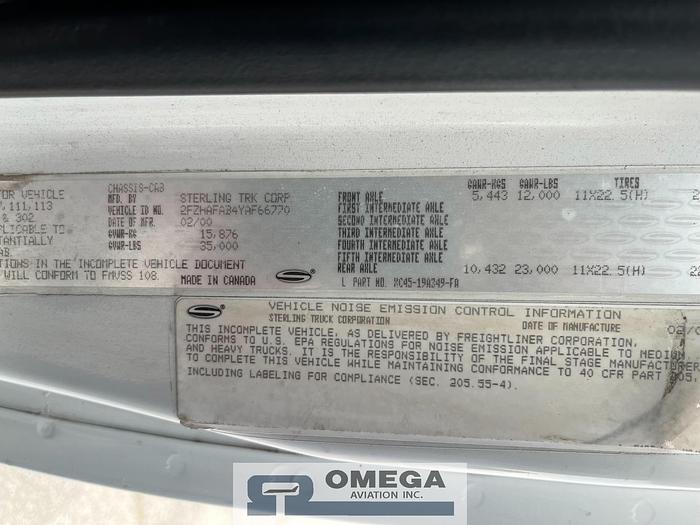 OR VEHICLE
, 111, 113
& 302
PLICABLE TO
STANTIALLY
AB.
TIONS IN THE INCOMPLETE VEHICLE DOCUMENT
WILL CONFORM TO FMVSS 108
CHASSIS-CAB
MFD. BY STERLING TRK CORP
VEHICLE ID NO. 2FZHAFAB4YAF66770
DATE OF MFR 02/00
GVWR-KG 15,876
GVWR-LBS 35,000
MADE IN CANADA
GAWR-KGS GAWR-LBS TIRES
FRONT AXLE 5,443 12,000 11X22.5(H)
FIRST INTERMEDIATE AXLE
SECOND INTERMEDIATE AXLE
THIRD INTERMEDIATE AXLE
FOURTH INTERMEDIATE AXLE
FIFTH INTERMEDIATE AXLE
REAR AXLE 10,432 23,000 11X22.5(H) 22
L PART NO. XC45-19A349-FA
VEHICLE NOISE EMISSION CONTROL INFORMATION
STERLING TRUCK CORPORATION DATE OF MANUFACTURE 02/
THIS INCOMPLETE VEHICLE, AS DELIVERED BY FREIGHTLINER CORPORATION,
CONFORMS TO U.S. EPA REGULATIONS FOR NOISE EMISSION APPLICABLE TO MEDIUM
AND HEAVY TRUCKS. IT IS THE RESPONSIBILITY OF THE FINAL STAGE MANUFACTURER
TO COMPLETE THIS VEHICLE WHILE MAINTAINING CONFORMANCE TO 40 CFR PART 205,
INCLUDING LABELING FOR COMPLIANCE (SEC. 205.55-4).
OMEGA
AVIATION INC.